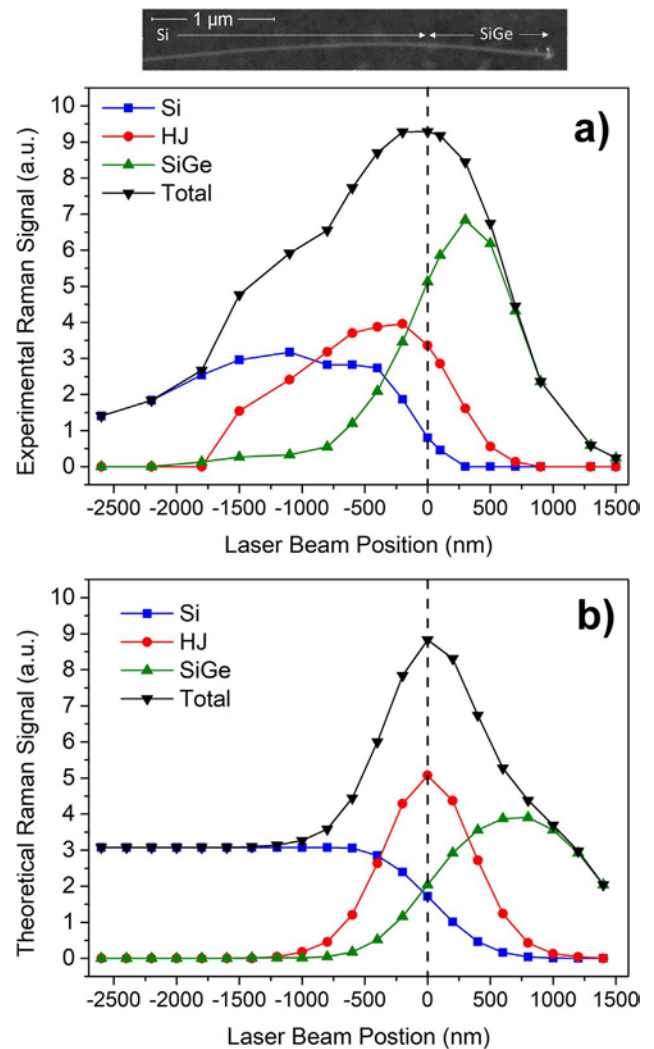 1 μm
Si
SiGe
a)
Si
HJ
SiGe
Total
Experimental Raman Signal (a.u.)
10
9
8
7
6
5
4
3
2
1
0
-2500 -2000 -1500 -1000 -500 0 500 1000 1500
Laser Beam Position (nm)
b)
Si
HJ
SiGe
Total
Theoretical Raman Signal (a.u.)
10
9
8
7
6
5
4
3
2
1
0
-2500 -2000 -1500 -1000 -500 0 500 1000 1500
Laser Beam Postion (nm)